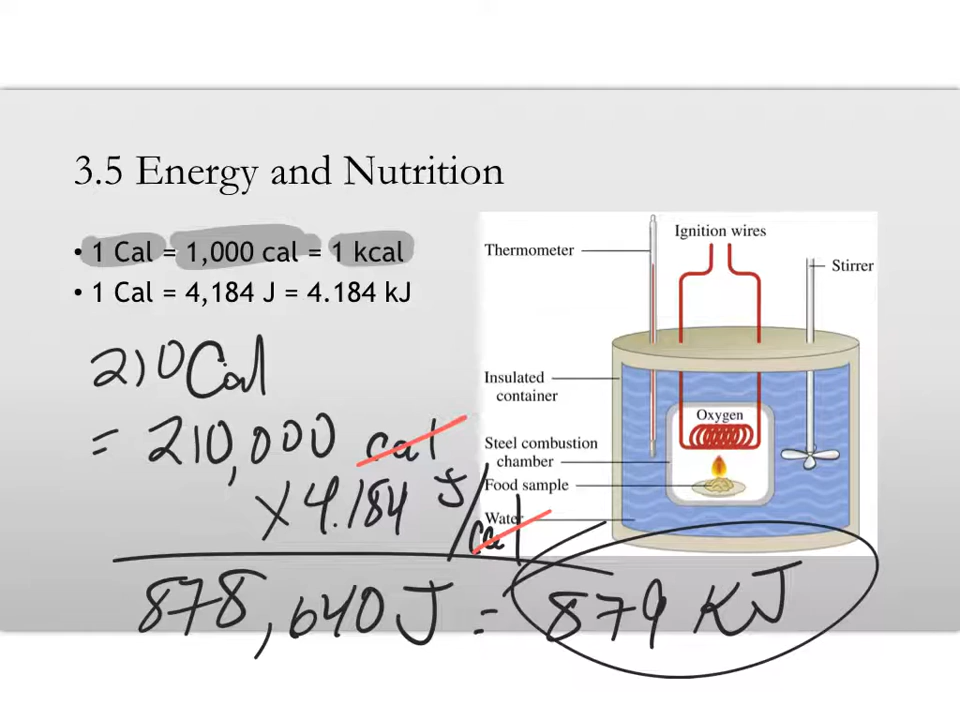 3.5 Energy and Nutrition
• 1 Cal = 1,000 cal = 1 kcal
• 1 Cal = 4,184 J = 4.184 kJ
210 Cal
= 210,000 cal
× 4.184 J/cal
878,640 J = 879 KJ
Thermometer
Ignition wires
Stirrer
Insulated
container
Oxygen
Steel combustion
chamber
Food sample
Water